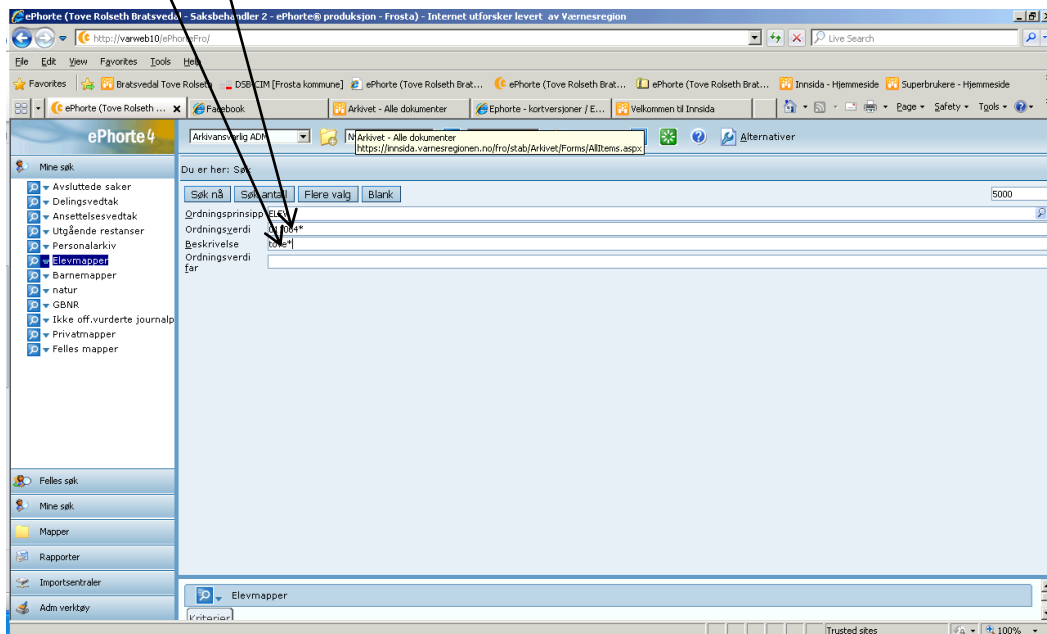 ePhorte (Tove Rolseth Bratsvedal - Saksbehandler 2 - ePhorte® produksjon - Frosta) - Internet utforsker levert av Værnesregion
http://varweb10/ePhorteFro/
Live Search
File Edit View Favorites Tools Help
Favorites Bratsvedal Tove Rolseth DSB-CIM [Frosta kommune] ePhorte (Tove Rolseth Brat... ePhorte (Tove Rolseth Brat... ePhorte (Tove Rolseth Brat... Innsida - Hjemmeside Superbrukere - Hjemmeside
ePhorte (Tove Rolseth ... Facebook Arkivet - Alle dokumenter Ephorte - kortversjoner / E... Velkommen til Innsida Page Safety Tools
ePhorte 4 Arkivansvarlig ADM Alternativer
Arkivet - Alle dokumenter
https://innsida.varnesregionen.no/fro/stab/Arkivet/Forms/AllItems.aspx
Mine søk
Avsluttede saker
Delingsvedtak
Ansettelsesvedtak
Utgående restanser
Personalarkiv
Elevmapper
Barnemapper
natur
GBNR
Ikke off.vurderte journalp
Privatmapper
Felles mapper
Felles søk
Mine søk
Mapper
Rapporter
Importsentraler
Adm verktøy
Du er her: Søk
Søk nå Søk antall Flere valg Blank 5000
Ordningsprinsipp ELEV
Ordningsverdi
Beskrivelse tove*
Ordningsverdi
far
Elevmapper
Kriterier
Trusted sites 100%